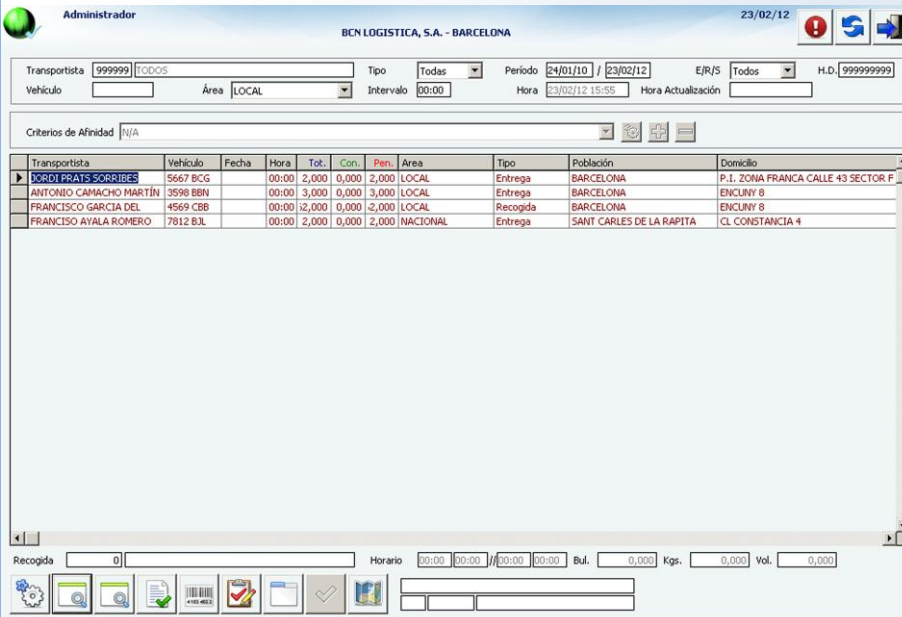 Administrador 23/02/12
BCN LOGISTICA, S.A. - BARCELONA
Transportista 999999 TODOS Tipo Todas Período 24/01/10 / 23/02/12 E/R/S Todos H.D. 999999999
Vehículo Área LOCAL Intervalo 00:00 Hora 23/02/12 15:55 Hora Actualización
Criterios de Afinidad N/A
Transportista Vehículo Fecha Hora Tot. Con. Pen. Area Tipo Población Domicilio
JORDI PRATS SORRIBES 5667 BCG 00:00 2,000 0,000 2,000 LOCAL Entrega BARCELONA P.I. ZONA FRANCA CALLE 43 SECTOR F
ANTONIO CAMACHO MARTÍN 3598 BBN 00:00 3,000 0,000 3,000 LOCAL Entrega BARCELONA ENCUNY 8
FRANCISCO GARCIA DEL 4569 CBB 00:00 2,000 0,000 2,000 LOCAL Recogida BARCELONA ENCUNY 8
FRANCISO AYALA ROMERO 7812 BJL 00:00 2,000 0,000 2,000 NACIONAL Entrega SANT CARLES DE LA RAPITA CL CONSTANCIA 4
Recogida 0 Horario 00:00 00:00 // 00:00 00:00 Bul. 0,000 Kgs. 0,000 Vol. 0,000